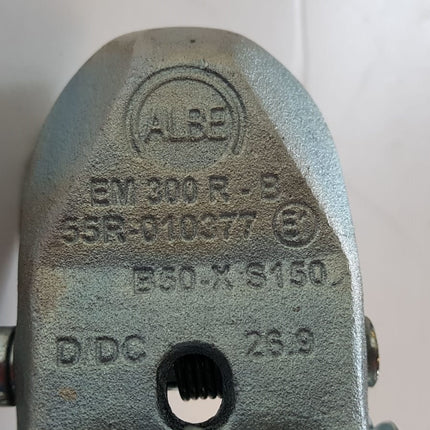 ALBE
EM 300 R - B
55R-010377 E1
B50-X S150
D/DC 26.9